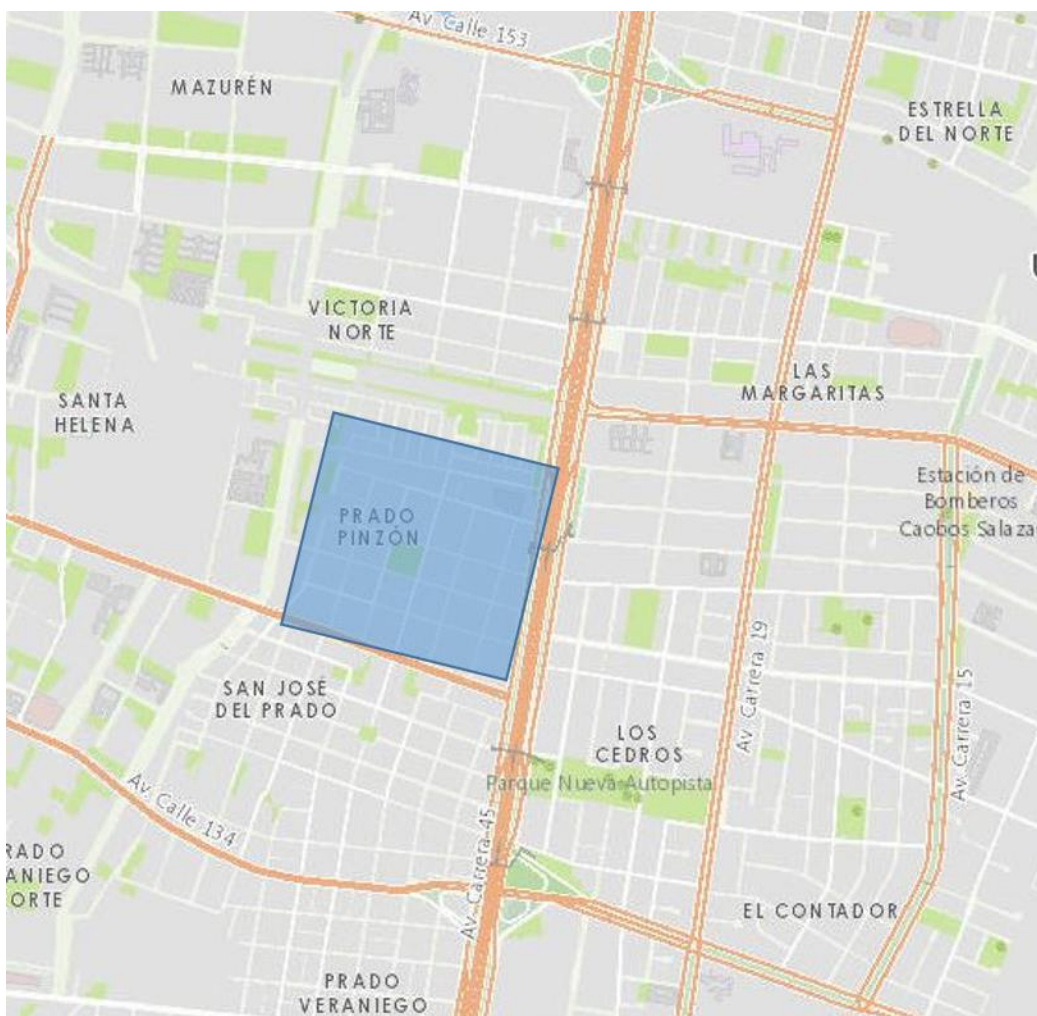 Av. Calle 153
MAZURÉN
ESTRELLA
DEL NORTE
U
VICTORIA
NORTE
LAS
MARGARITAS
SANTA
HELENA
Estación de
Bomberos
Caobos Salaza
PRADO
PINZÓN
Av. Carrera 19
SAN JOSÉ
DEL PRADO
Av. Carrera 15
LOS
CEDROS
Parque Nueva Autopista
Av. Calle 134
Av. Carrera 45
RADO
ANIEGO
ORTE
EL CONTADOR
PRADO
VERANIEGO